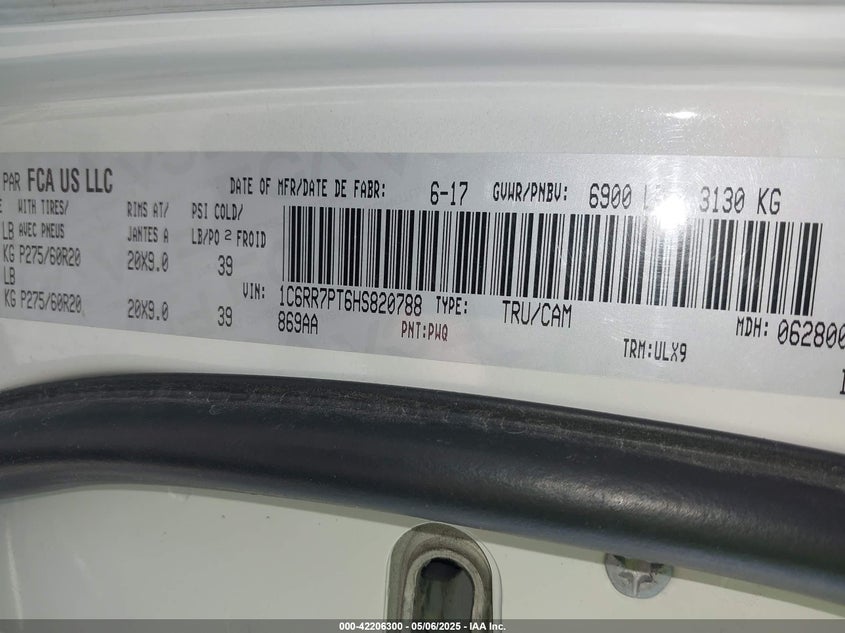 PAR FCA US LLC
DATE OF MFR/DATE DE FABR: 6-17 GVWR/PNBV: 6900 L 3130 KG
WITH TIRES/ RIMS AT/ PSI COLD/
LB AVEC PNEUS JANTES A LB/PO 2 FROID
KG P275/60R20 20X9.0 39
LB
KG P275/60R20 20X9.0 39
VIN: 1C6RR7PT6HS820788 TYPE: TRU/CAM MDH: 062800
869AA PNT:PWQ TRM:ULX9
000-42206300 - 05/06/2025 - IAA Inc.